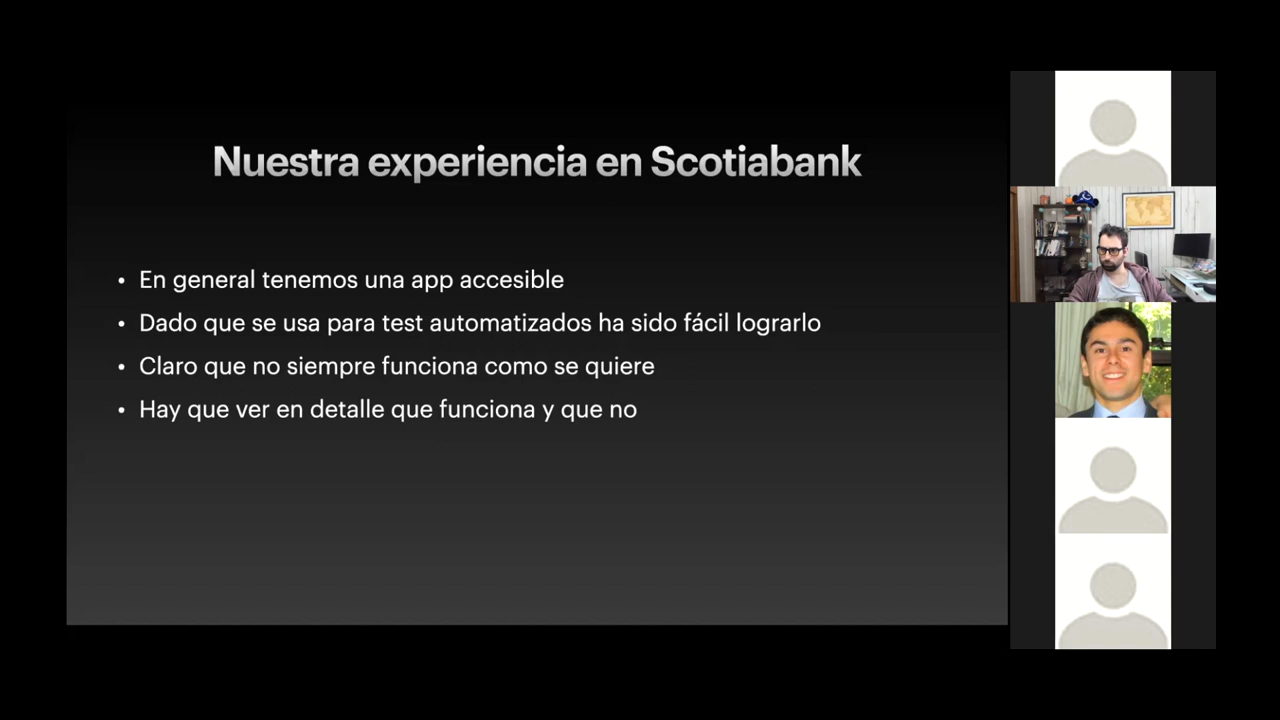 Nuestra experiencia en Scotiabank
• En general tenemos una app accesible
• Dado que se usa para test automatizados ha sido fácil lograrlo
• Claro que no siempre funciona como se quiere
• Hay que ver en detalle que funciona y que no